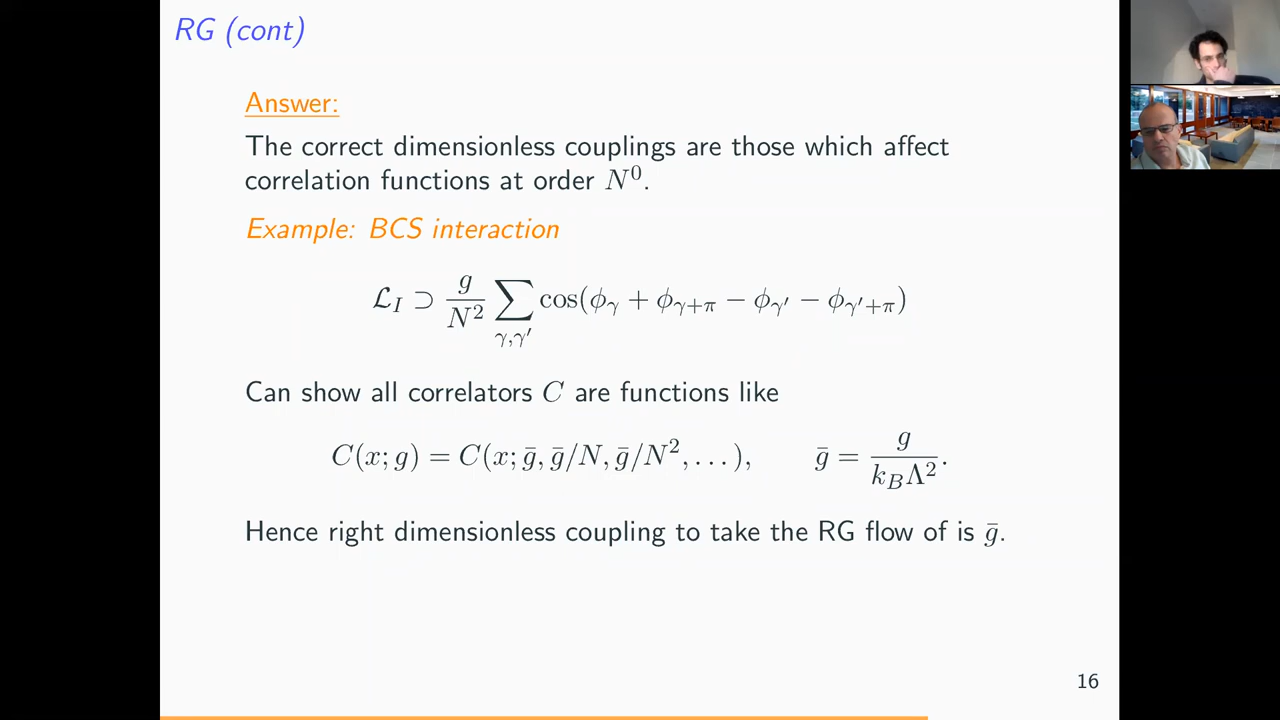 RG (cont)
Answer:
The correct dimensionless couplings are those which affect
correlation functions at order $N^0$.
Example: BCS interaction
$\mathcal{L}_I \supset \frac{g}{N^2} \sum_{\gamma,\gamma'} \cos(\phi_\gamma + \phi_{\gamma+\pi} - \phi_{\gamma'} - \phi_{\gamma'+\pi})$
Can show all correlators $C$ are functions like
$C(x; g) = C(x; \bar{g}, \bar{g}/N, \bar{g}/N^2, \ldots), \quad \bar{g} = \frac{g}{k_B \Lambda^2}.$
Hence right dimensionless coupling to take the RG flow of is $\bar{g}$.
16